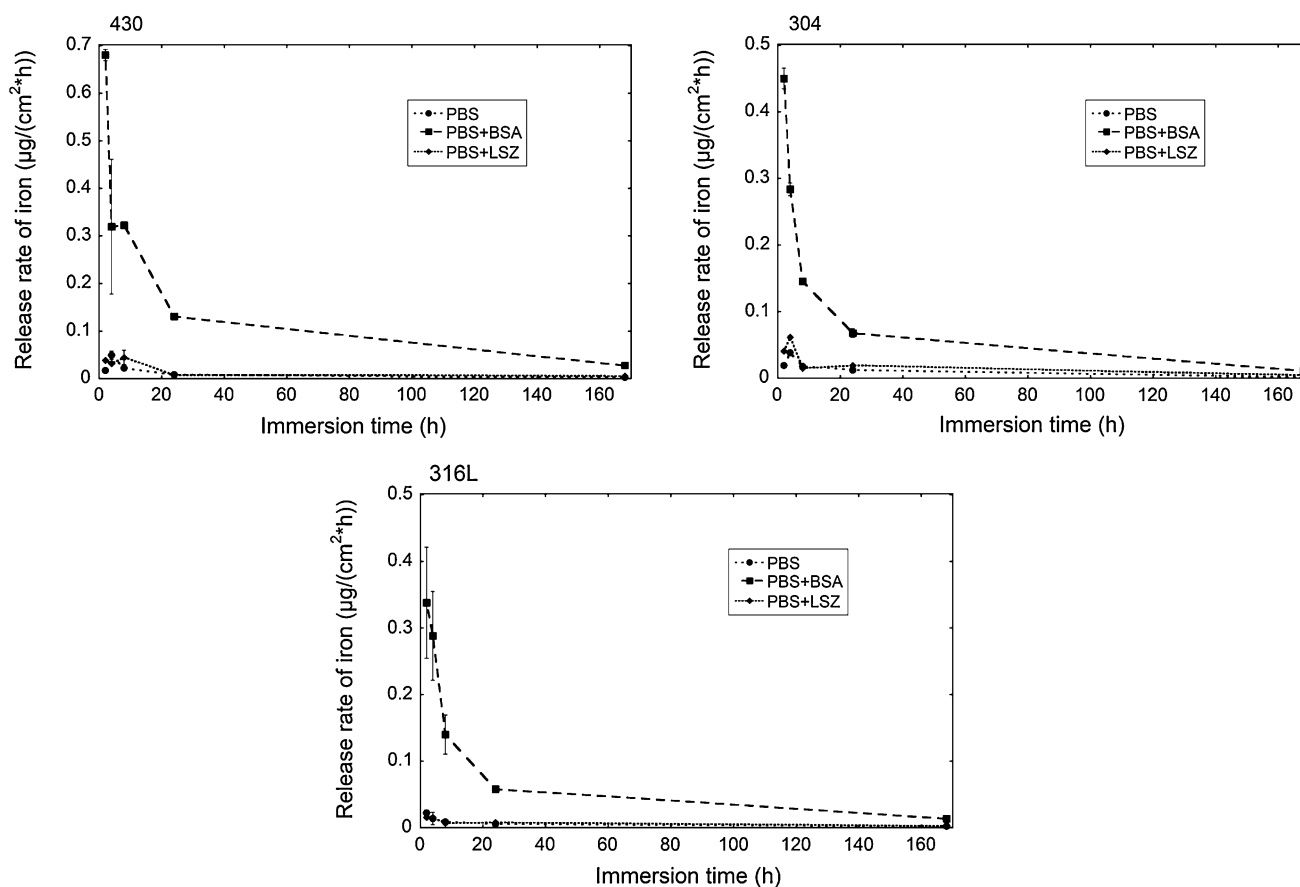 430
Release rate of iron (µg/(cm²*h))
0.7
0.6
0.5
0.4
0.3
0.2
0.1
0
PBS
PBS+BSA
PBS+LSZ
0 20 40 60 80 100 120 140 160
Immersion time (h)
304
Release rate of iron (µg/(cm²*h))
0.5
0.4
0.3
0.2
0.1
0
PBS
PBS+BSA
PBS+LSZ
0 20 40 60 80 100 120 140 160
Immersion time (h)
316L
Release rate of iron (µg/(cm²*h))
0.5
0.4
0.3
0.2
0.1
0
PBS
PBS+BSA
PBS+LSZ
0 20 40 60 80 100 120 140 160
Immersion time (h)